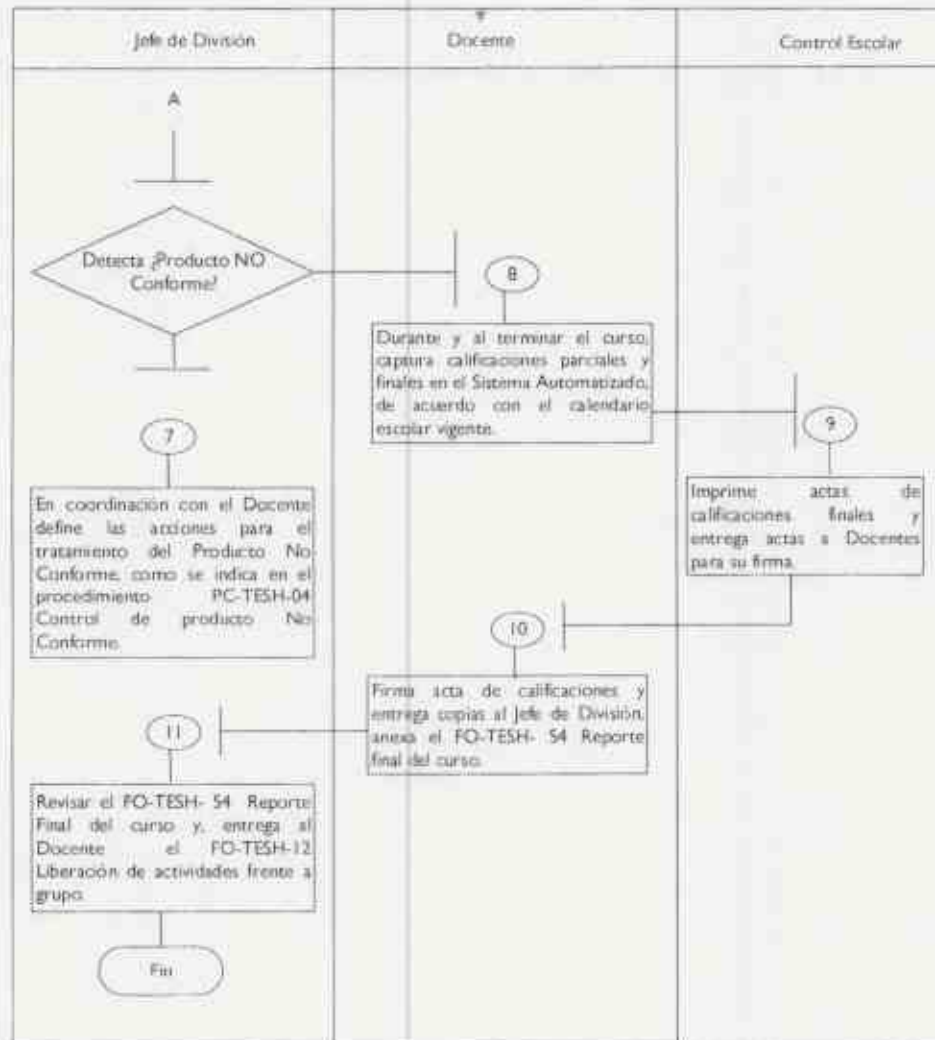 Jefe de División
Docente
Control Escolar
A
Detecta ¿Producto NO
Conforme?
8
Durante y al terminar el curso,
captura calificaciones parciales y
finales en el Sistema Automatizado,
de acuerdo con el calendario
escolar vigente.
7
En coordinación con el Docente
define las acciones para el
tratamiento del Producto No
Conforme, como se indica en el
procedimiento PC-TESH-04
Control de producto No
Conforme.
9
Imprime actas de
calificaciones finales y
entrega actas a Docentes
para su firma.
10
Firma acta de calificaciones y
entrega copias al Jefe de División,
anexa el FO-TESH- 54 Reporte
final del curso.
11
Revisar el FO-TESH- 54 Reporte
Final del curso y, entrega al
Docente el FO-TESH-12
Liberación de actividades frente a
grupo.
Fin